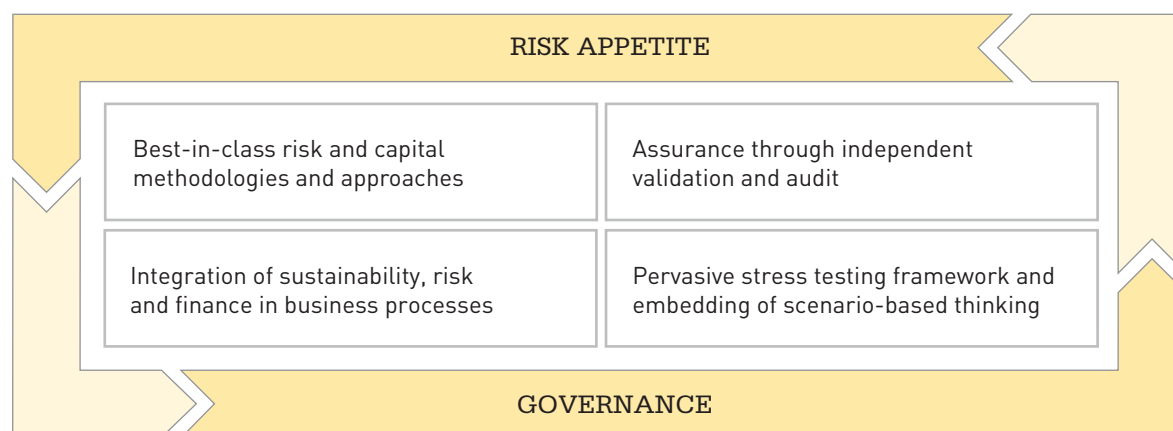 RISK APPETITE
Best-in-class risk and capital
methodologies and approaches
Assurance through independent
validation and audit
Integration of sustainability, risk
and finance in business processes
Pervasive stress testing framework and
embedding of scenario-based thinking
GOVERNANCE